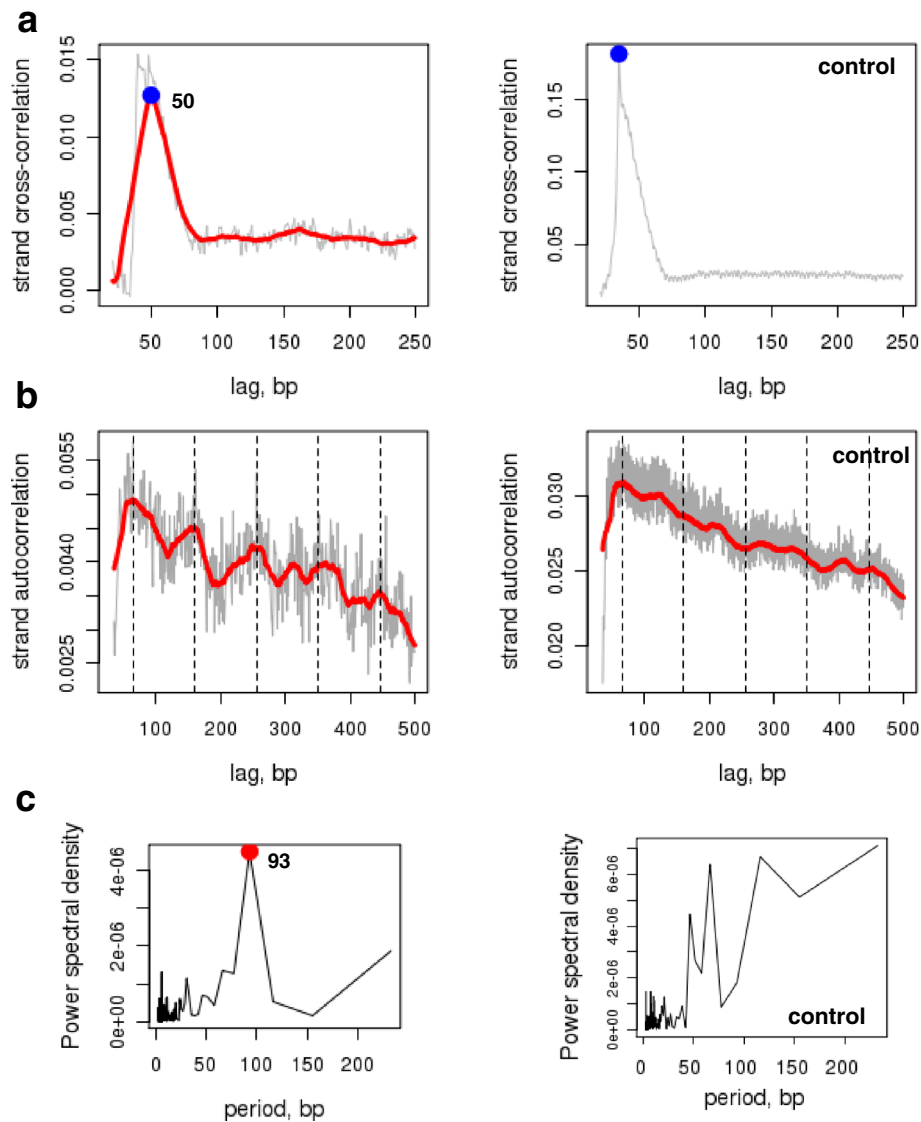 a
strand cross-correlation
0.015
0.010
0.005
0.000
50
50 100 150 200 250
lag, bp
strand cross-correlation
0.15
0.10
0.05
control
50 100 150 200 250
lag, bp
b
strand autocorrelation
0.0055
0.0040
0.0025
100 200 300 400 500
lag, bp
strand autocorrelation
0.030
0.025
0.020
control
100 200 300 400 500
lag, bp
c
Power spectral density
4e-06
2e-06
0e+00
93
0 50 100 150 200
period, bp
Power spectral density
6e-06
4e-06
2e-06
0e+00
control
0 50 100 150 200
period, bp